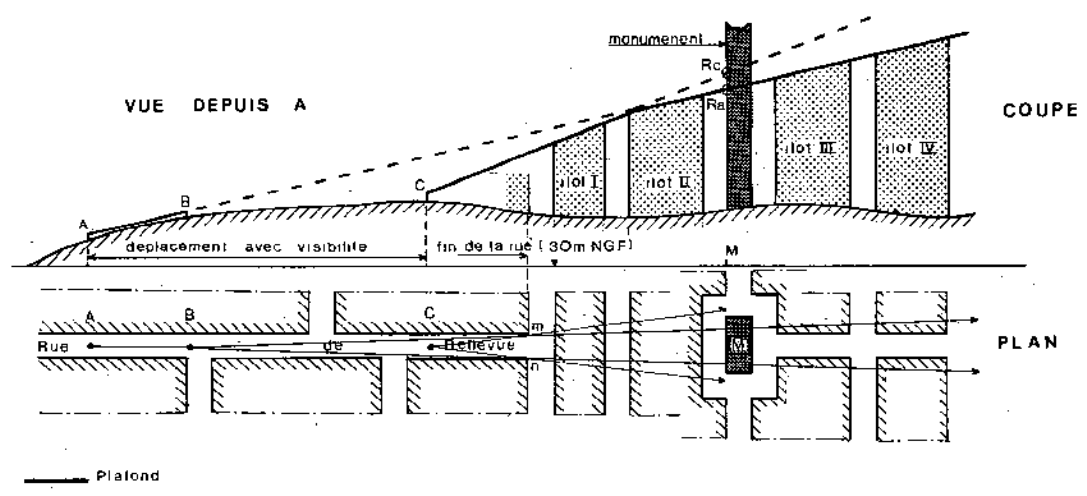 monumenent
Rc
Ra
VUE DEPUIS A
COUPE
ilot I
ilot II
ilot III
ilot IV
A
B
C
deplacement avec visibilite
fin de la rue (30m NGF)
M
A
B
C
m
Rue
de
Bellevue
M
n
PLAN
Plafond